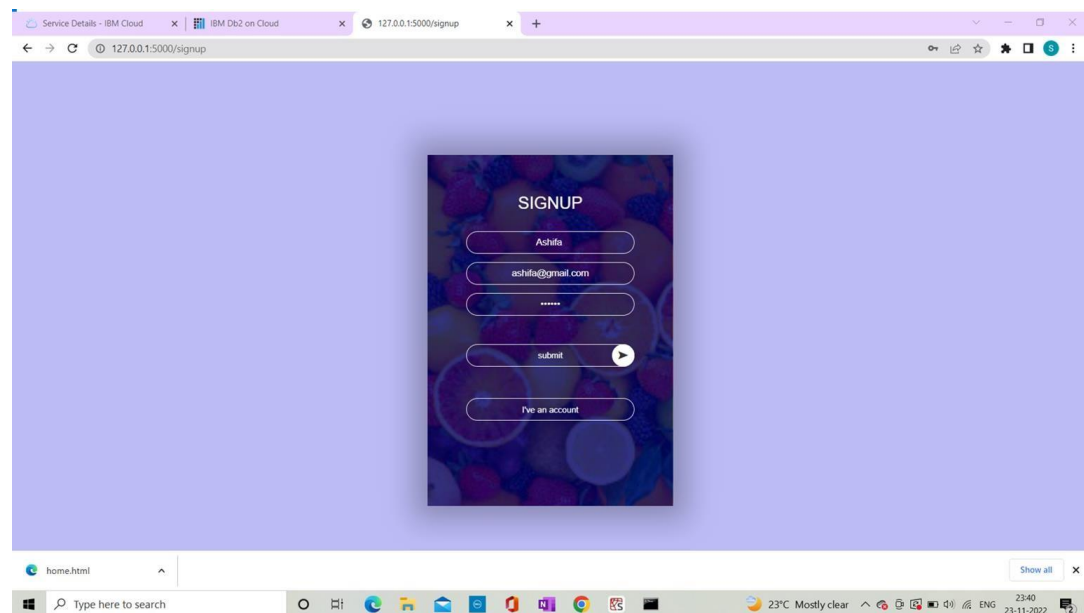 Service Details - IBM Cloud
IBM Db2 on Cloud
127.0.0.1:5000/signup
127.0.0.1:5000/signup
S
SIGNUP
Ashifa
ashifa@gmail.com
••••••
submit
I've an account
home.html
Show all
Type here to search
23°C Mostly clear
ENG
23:40
23-11-2022